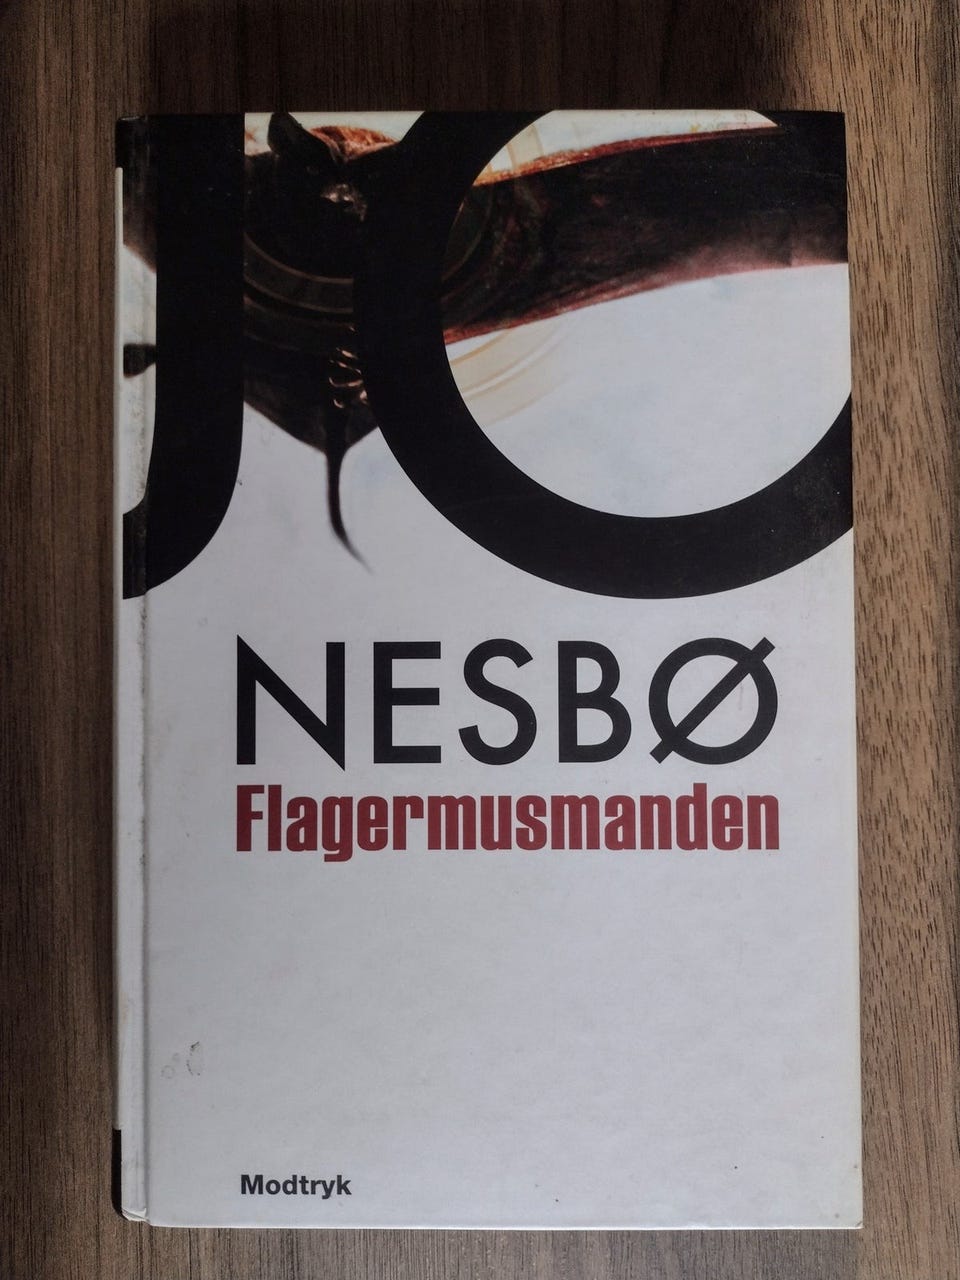 JO
NESBØ
Flagermusmanden
Modtryk